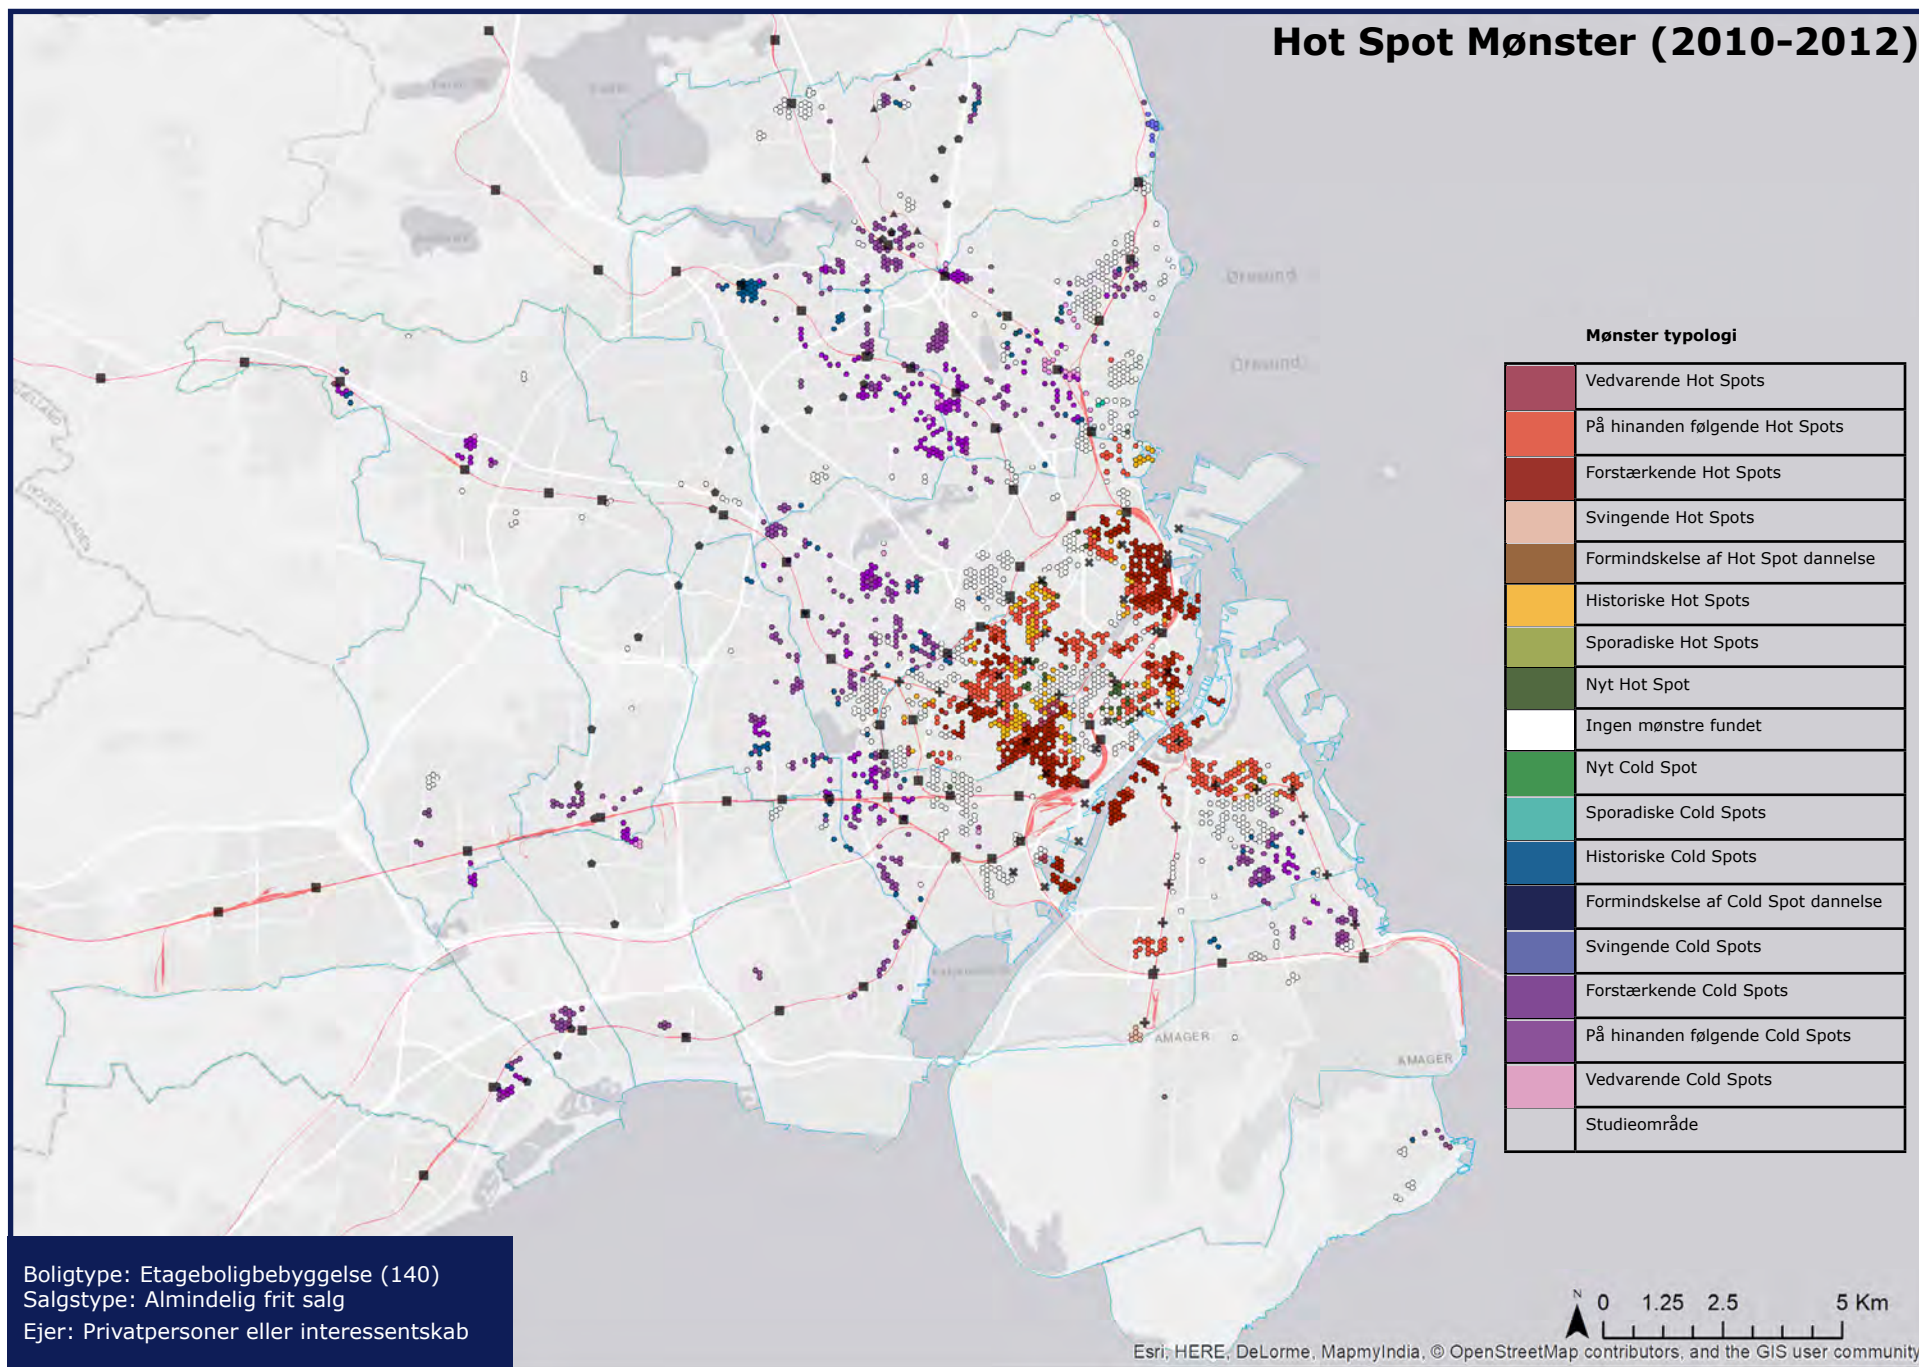 Hot Spot Mønster (2010-2012)
Øresund
Øresund
Mønster typologi
Vedvarende Hot Spots
På hinanden følgende Hot Spots
Forstærkende Hot Spots
Svingende Hot Spots
Formindskelse af Hot Spot dannelse
Historiske Hot Spots
Sporadiske Hot Spots
Nyt Hot Spot
Ingen mønstre fundet
Nyt Cold Spot
Sporadiske Cold Spots
Historiske Cold Spots
Formindskelse af Cold Spot dannelse
Svingende Cold Spots
Forstærkende Cold Spots
På hinanden følgende Cold Spots
Vedvarende Cold Spots
Studieområde
SJÆLLAND
HOVEDSTADEN
AMAGER
AMAGER
Boligtype: Etageboligbebyggelse (140)
Salgstype: Almindelig frit salg
Ejer: Privatpersoner eller interessentskab
N
0 1.25 2.5 5 Km
Esri, HERE, DeLorme, MapmyIndia, © OpenStreetMap contributors, and the GIS user community